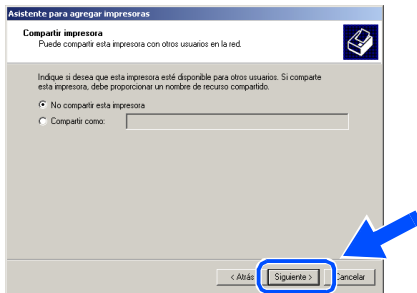 Asistente para agregar impresoras
Compartir impresora
Puede compartir esta impresora con otros usuarios en la red.
Indique si desea que esta impresora esté disponible para otros usuarios. Si comparte
esta impresora, debe proporcionar un nombre de recurso compartido.
No compartir esta impresora
Compartir como:
< Atrás
Siguiente >
Cancelar